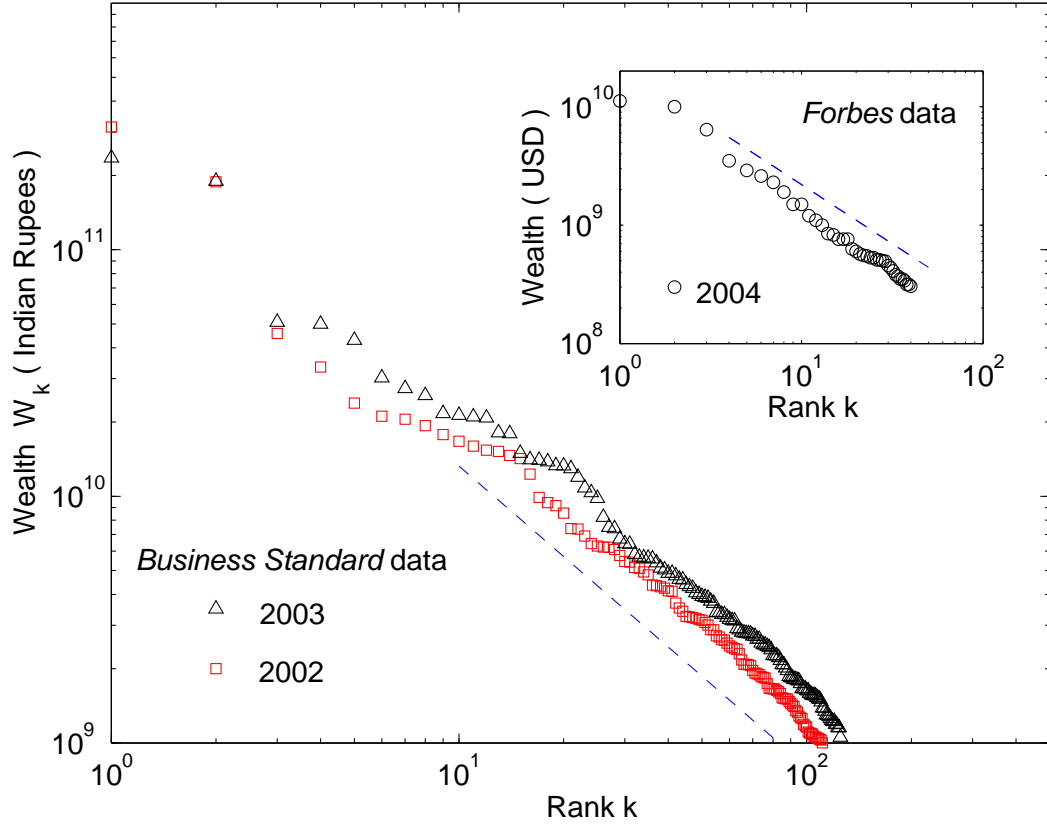 Wealth W_k ( Indian Rupees )
10^11
10^10
10^9
10^0
10^1
10^2
Rank k
Business Standard data
2003
2002
Forbes data
2004
Wealth ( USD )
10^10
10^9
10^8
10^0
10^1
10^2
Rank k